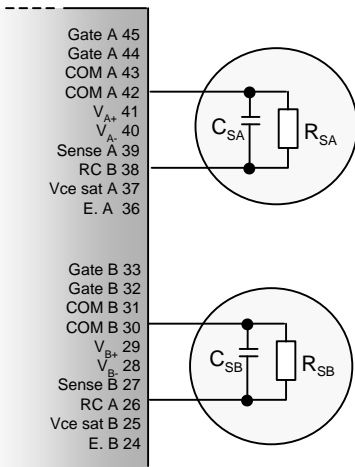 Gate A 45
Gate A 44
COM A 43
COM A 42
VA+ 41
VA- 40
Sense A 39
RC B 38
Vce sat A 37
E. A 36
CSA
RSA
Gate B 33
Gate B 32
COM B 31
COM B 30
VB+ 29
VB- 28
Sense B 27
RC A 26
Vce sat B 25
E. B 24
CSB
RSB